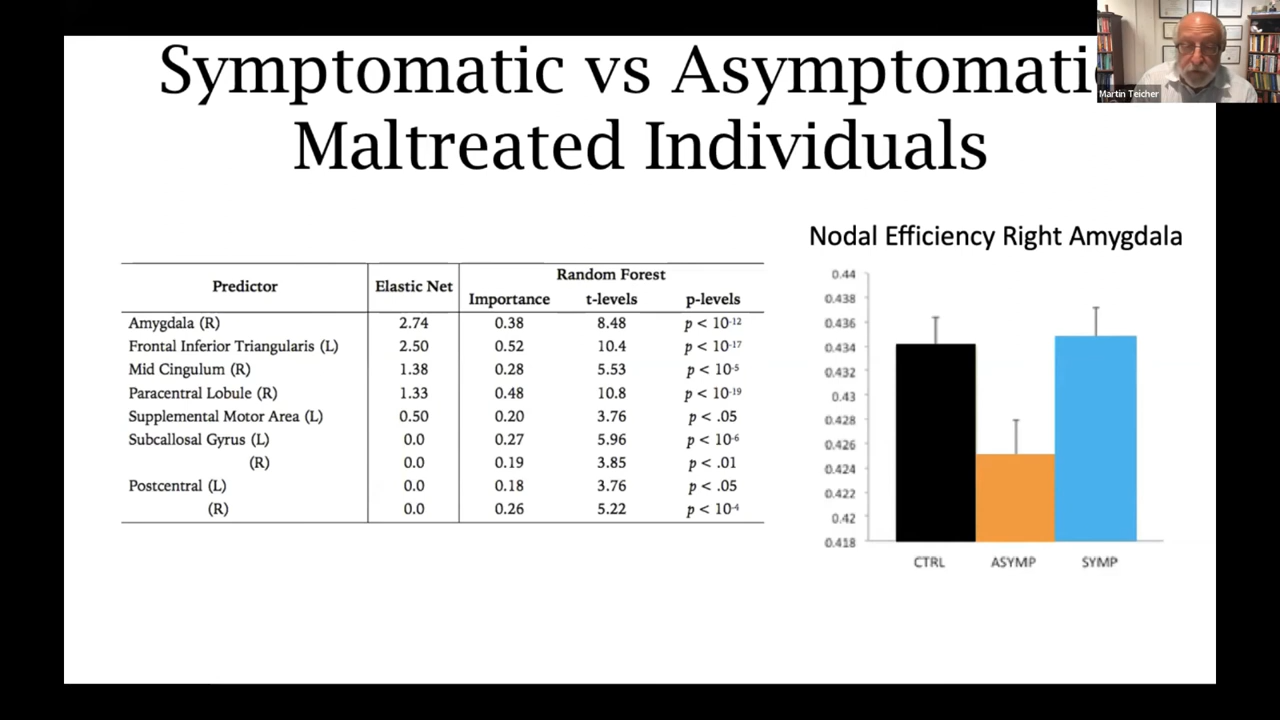 Symptomatic vs Asymptomatic
Maltreated Individuals
Martin Teicher
Predictor Elastic Net Random Forest
Importance t-levels p-levels
Amygdala (R) 2.74 0.38 8.48 p < 10-12
Frontal Inferior Triangularis (L) 2.50 0.52 10.4 p < 10-17
Mid Cingulum (R) 1.38 0.28 5.53 p < 10-5
Paracentral Lobule (R) 1.33 0.48 10.8 p < 10-19
Supplemental Motor Area (L) 0.50 0.20 3.76 p < .05
Subcallosal Gyrus (L) 0.0 0.27 5.96 p < 10-6
(R) 0.0 0.19 3.85 p < .01
Postcentral (L) 0.0 0.18 3.76 p < .05
(R) 0.0 0.26 5.22 p < 10-4
Nodal Efficiency Right Amygdala
0.44
0.438
0.436
0.434
0.432
0.43
0.428
0.426
0.424
0.422
0.42
0.418
CTRL ASYMP SYMP